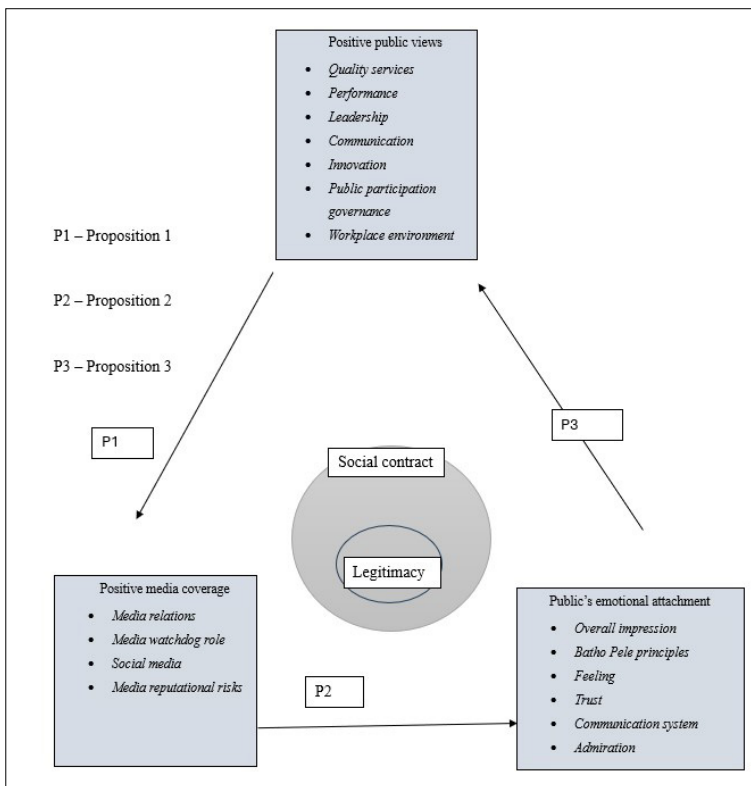 Positive public views
• Quality services
• Performance
• Leadership
• Communication
• Innovation
• Public participation
governance
• Workplace environment
P1 – Proposition 1
P2 – Proposition 2
P3 – Proposition 3
P1
P3
Social contract
Legitimacy
Positive media coverage
• Media relations
• Media watchdog role
• Social media
• Media reputational risks
P2
Public's emotional attachment
• Overall impression
• Batho Pele principles
• Feeling
• Trust
• Communication system
• Admiration